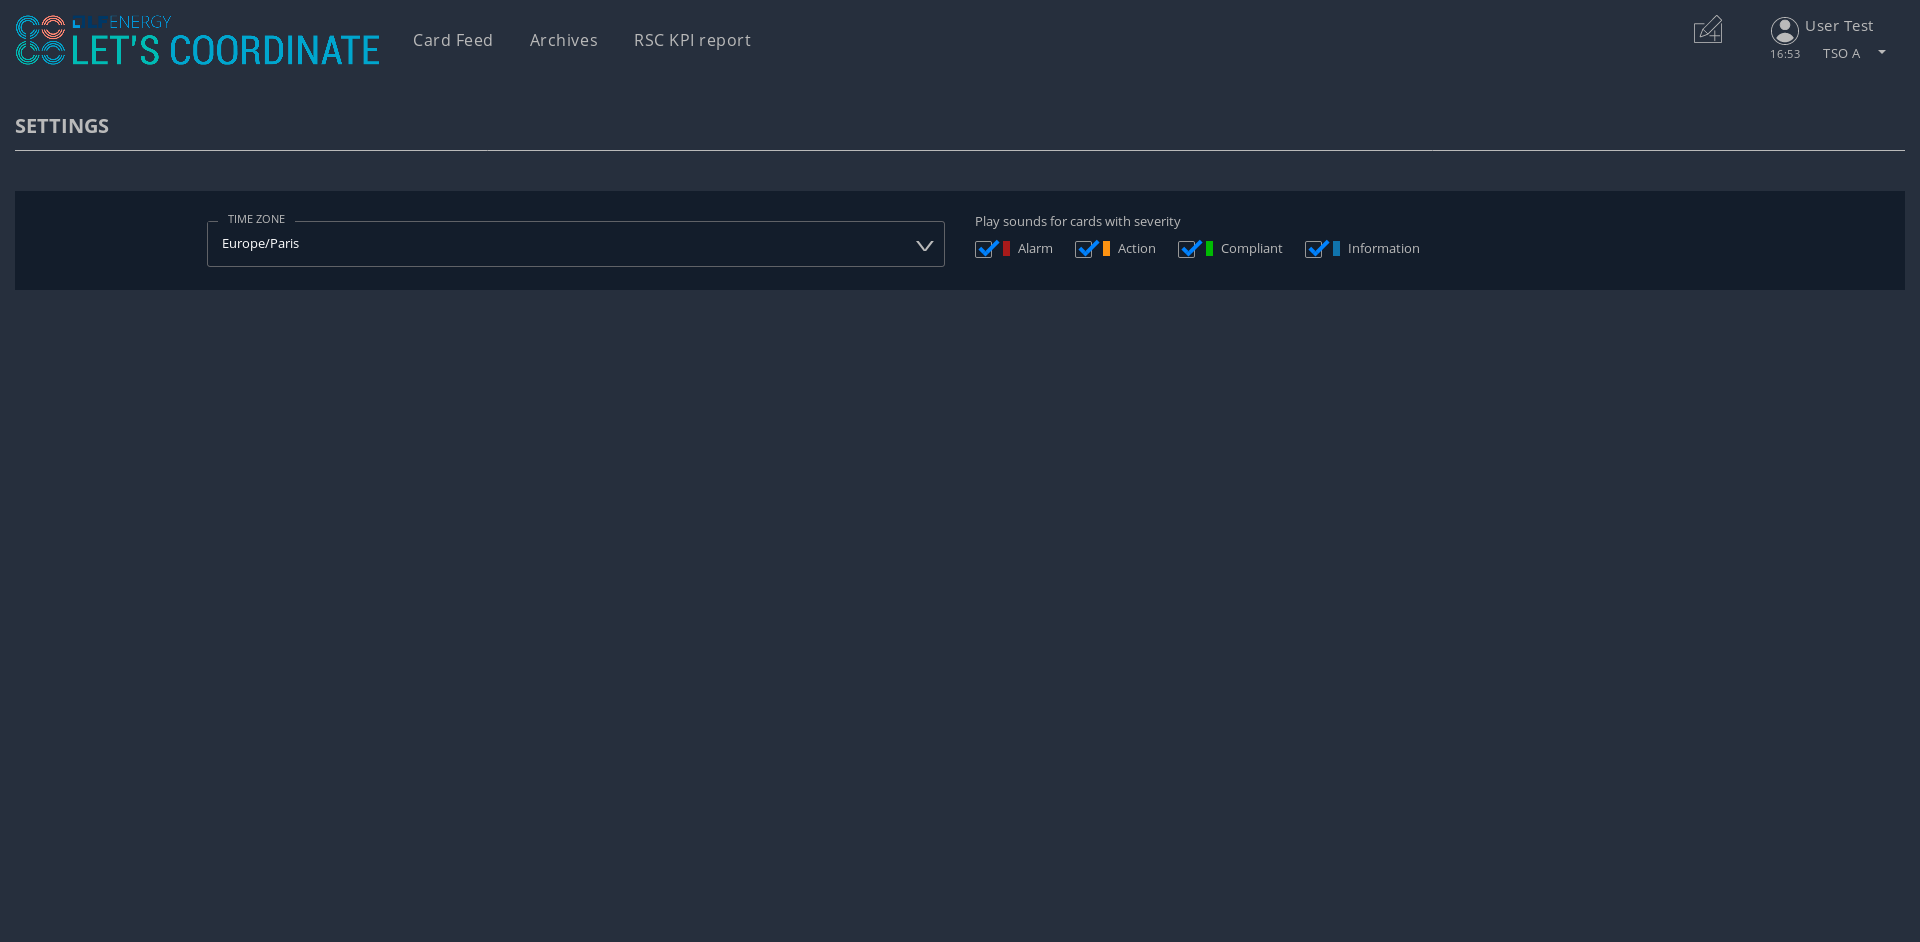 ENERGY
LET'S COORDINATE
Card Feed
Archives
RSC KPI report
User Test
16:53
TSO A
SETTINGS
TIME ZONE
Europe/Paris
Play sounds for cards with severity
Alarm
Action
Compliant
Information